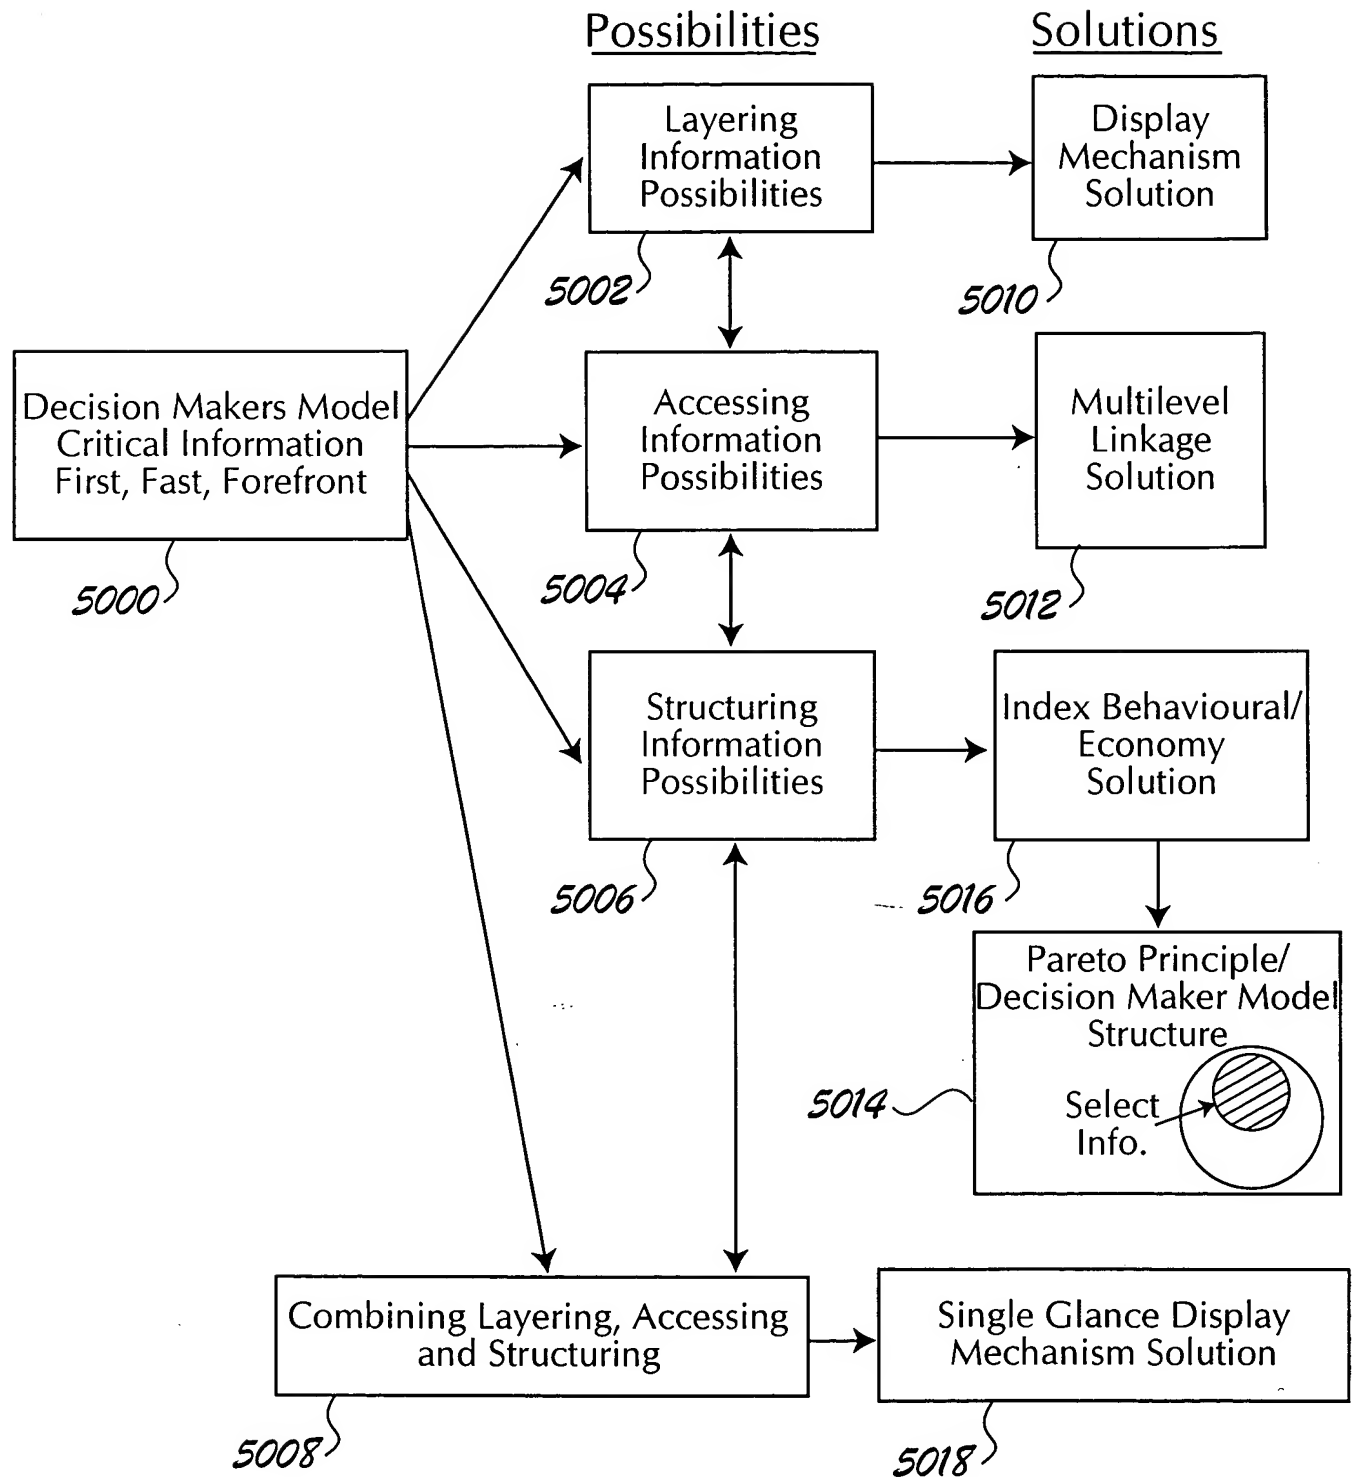 Possibilities
Solutions
Layering
Information
Possibilities
Display
Mechanism
Solution
5002
5010
Decision Makers Model
Critical Information
First, Fast, Forefront
5000
Accessing
Information
Possibilities
Multilevel
Linkage
Solution
5004
5012
Structuring
Information
Possibilities
Index Behavioural/
Economy
Solution
5006
5016
Pareto Principle/
Decision Maker Model
Structure
Select
Info.
5014
Combining Layering, Accessing
and Structuring
Single Glance Display
Mechanism Solution
5008
5018